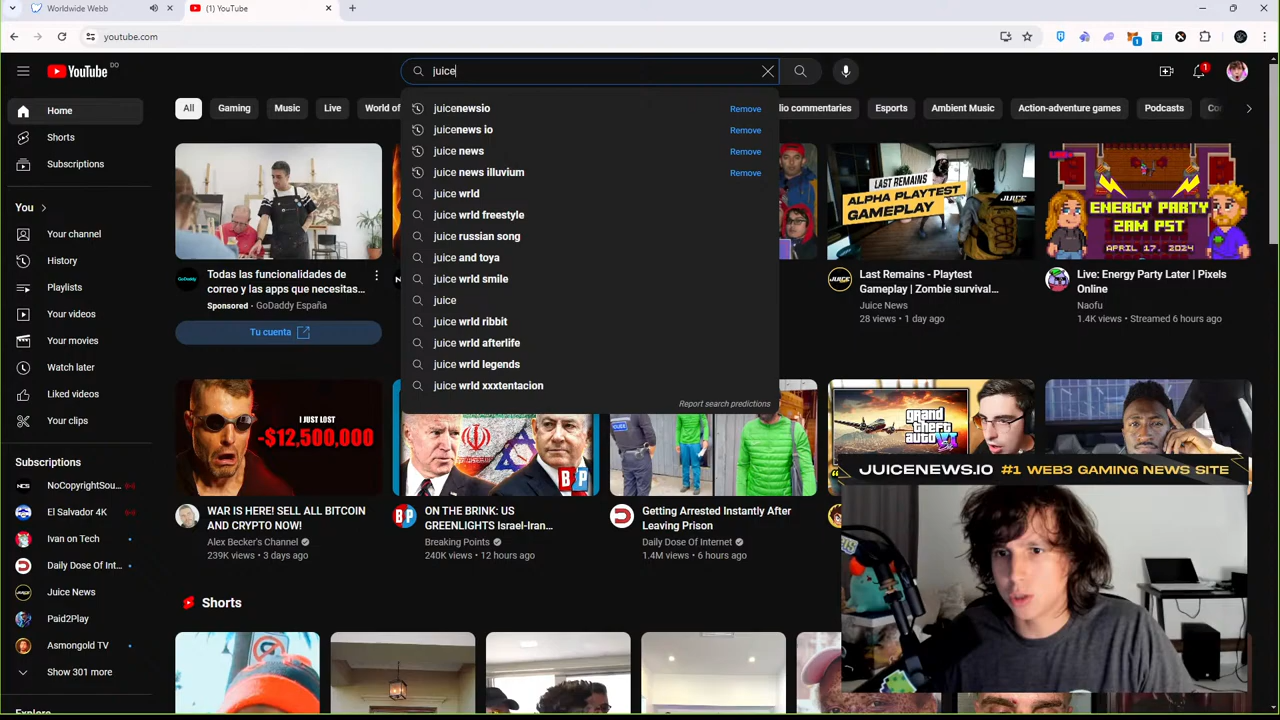 Worldwide Webb
(1) YouTube
youtube.com
YouTube DO
juice
1
All
Gaming
Music
Live
World of
io commentaries
Esports
Ambient Music
Action-adventure games
Podcasts
juicenewsio Remove
juicenews io Remove
juice news Remove
juice news illuvium Remove
juice wrld
juice wrld freestyle
juice russian song
juice and toya
juice wrld smile
juice
juice wrld ribbit
juice wrld afterlife
juice wrld legends
juice wrld xxxtentacion
Report search predictions
Home
Shorts
Subscriptions
You
Your channel
History
Playlists
Your videos
Your movies
Watch later
Liked videos
Your clips
Subscriptions
NoCopyrightSou...
El Salvador 4K
Ivan on Tech
Daily Dose Of Int...
Juice News
Paid2Play
Asmongold TV
Show 301 more
Todas las funcionalidades de
correo y las apps que necesitas...
Sponsored · GoDaddy España
Tu cuenta
LAST REMAINS
ALPHA PLAYTEST
GAMEPLAY
JUICE
Last Remains - Playtest
Gameplay | Zombie survival...
Juice News
28 views · 1 day ago
ENERGY PARTY
2AM PST
APRIL 17, 2024
Live: Energy Party Later | Pixels
Online
Naofu
1.4K views · Streamed 6 hours ago
I JUST LOST
-$12,500,000
WAR IS HERE! SELL ALL BITCOIN
AND CRYPTO NOW!
Alex Becker's Channel
239K views · 3 days ago
BP
ON THE BRINK: US
GREENLIGHTS Israel-Iran...
Breaking Points
240K views · 12 hours ago
Getting Arrested Instantly After
Leaving Prison
Daily Dose Of Internet
1.4M views · 6 hours ago
grand
theft auto
VI
JUICENEWS.IO #1 WEB3 GAMING NEWS SITE
Shorts